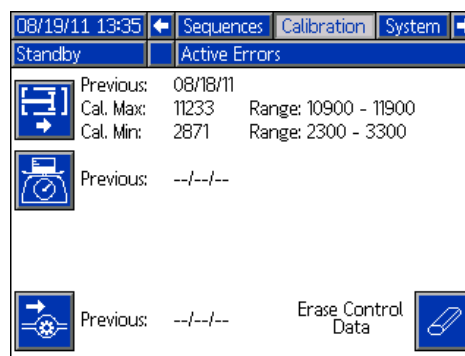 08/19/11 13:35 Sequences Calibration System
Standby Active Errors
Previous: 08/18/11
Cal. Max: 11233 Range: 10900 - 11900
Cal. Min: 2871 Range: 2300 - 3300
Previous: --/--/--
Previous: --/--/-- Erase Control
Data